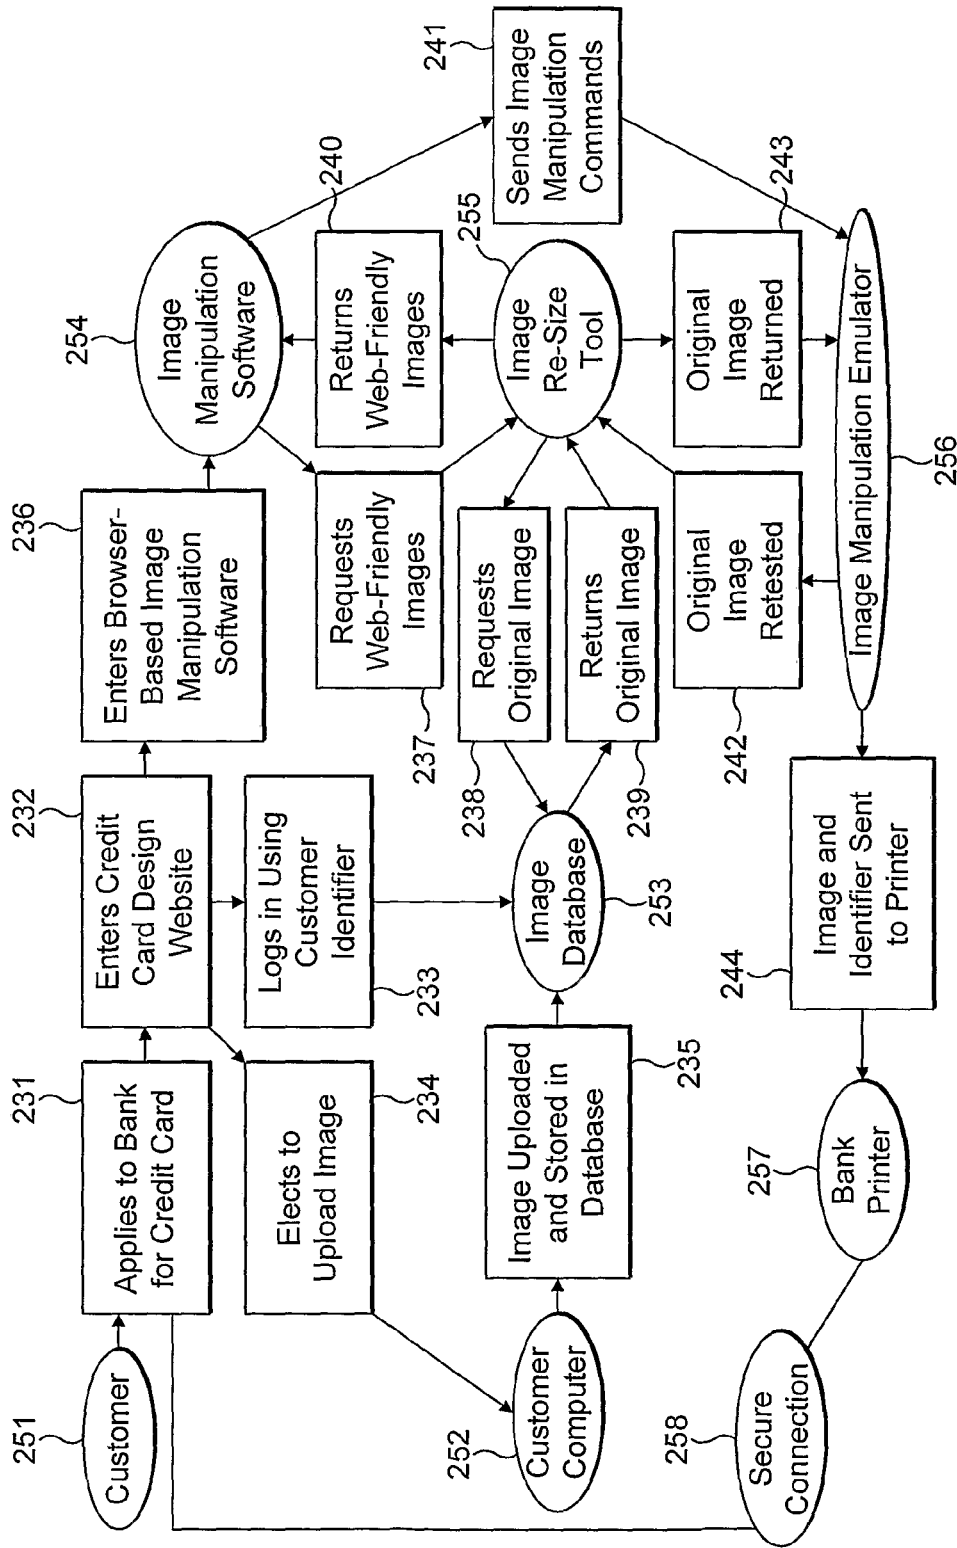 251
Customer
231
Applies to Bank
for Credit Card
232
Enters Credit
Card Design
Website
236
Enters Browser-
Based Image
Manipulation
Software
254
Image
Manipulation
Software
Elects to
Upload Image
234
Logs in Using
Customer
Identifier
233
Requests
Web-Friendly
Images
237
Returns
Web-Friendly
Images
240
252
Customer
Computer
Image Uploaded
and Stored in
Database
235
Image
Database
253
Requests
Original Image
238
Returns
Original Image
239
Image
Re-Size
Tool
255
Sends Image
Manipulation
Commands
241
Original
Image
Retested
242
Original
Image
Returned
243
258
Secure
Connection
257
Bank
Printer
244
Image and
Identifier Sent
to Printer
Image Manipulation Emulator
256